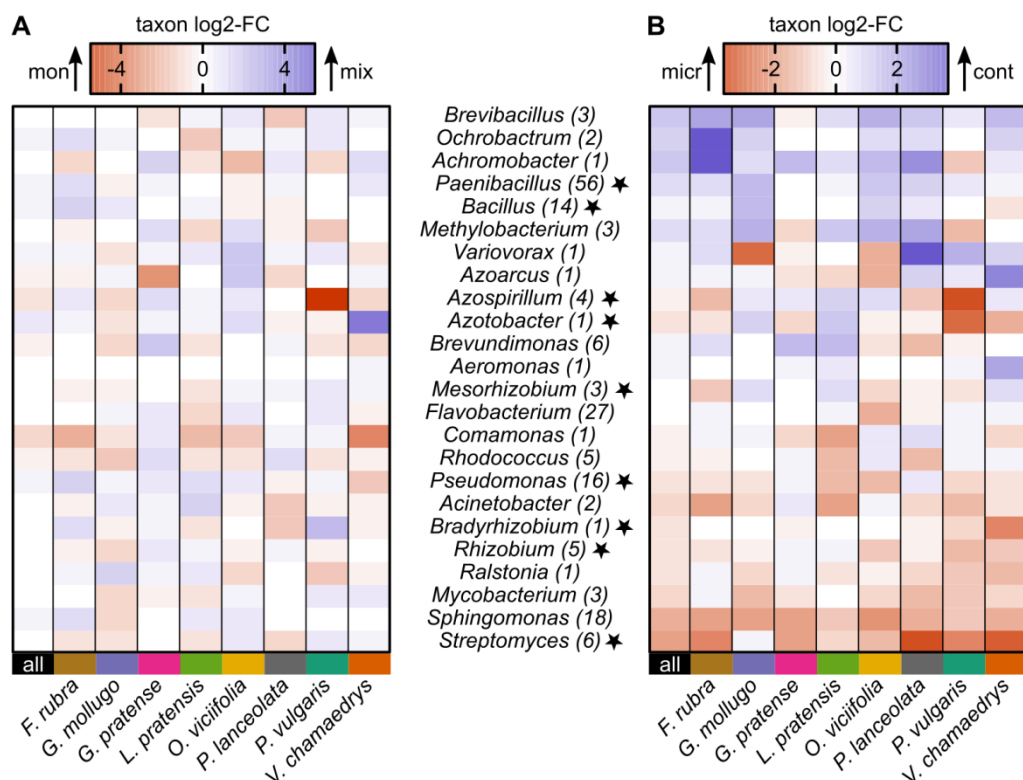 A
taxon log2-FC
mon
-4
0
4
mix
B
taxon log2-FC
micr
-2
0
2
cont
Brevibacillus (3)
Ochrobactrum (2)
Achromobacter (1)
Paenibacillus (56) ★
Bacillus (14) ★
Methylobacterium (3)
Variovorax (1)
Azoarcus (1)
Azospirillum (4) ★
Azotobacter (1) ★
Brevundimonas (6)
Aeromonas (1)
Mesorhizobium (3) ★
Flavobacterium (27)
Comamonas (1)
Rhodococcus (5)
Pseudomonas (16) ★
Acinetobacter (2)
Bradyrhizobium (1) ★
Rhizobium (5) ★
Ralstonia (1)
Mycobacterium (3)
Sphingomonas (18)
Streptomyces (6) ★
all
F. rubra
G. mollugo
G. pratense
L. pratensis
O. viciifolia
P. lanceolata
P. vulgaris
V. chamaedrys
all
F. rubra
G. mollugo
G. pratense
L. pratensis
O. viciifolia
P. lanceolata
P. vulgaris
V. chamaedrys